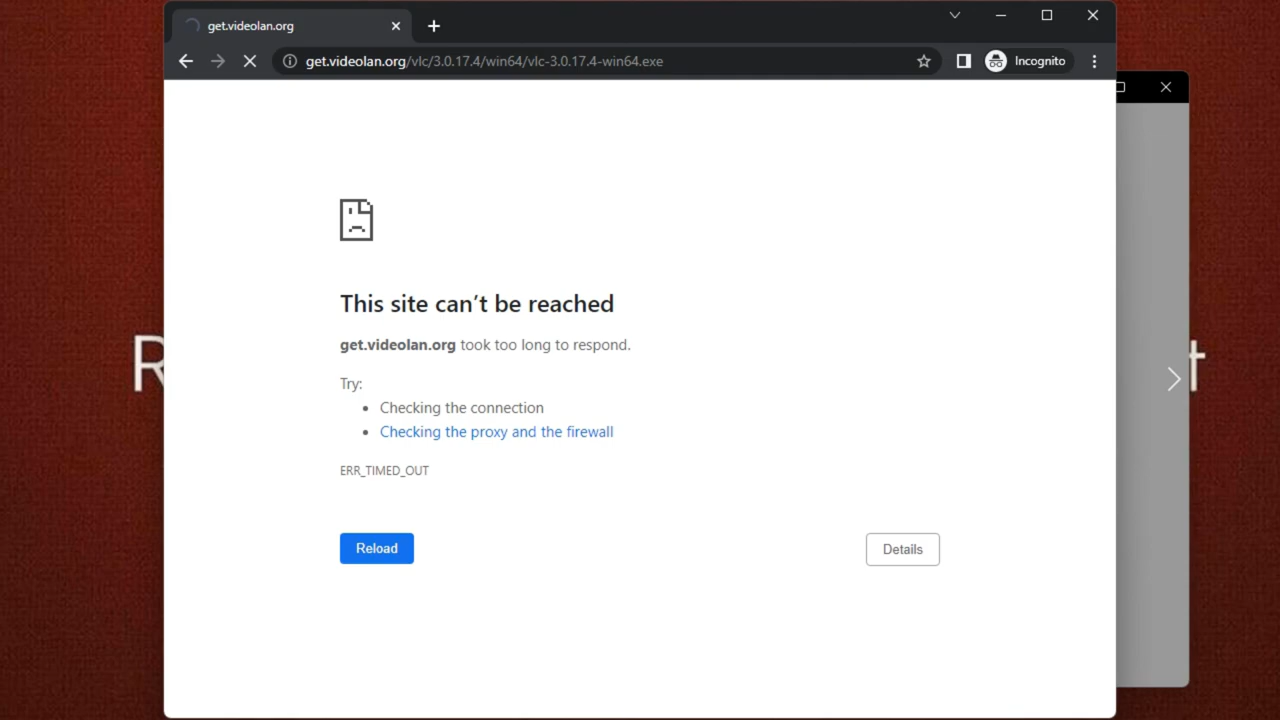 get.videolan.org
get.videolan.org/vlc/3.0.17.4/win64/vlc-3.0.17.4-win64.exe
Incognito
This site can’t be reached
get.videolan.org took too long to respond.
Try:
Checking the connection
Checking the proxy and the firewall
ERR_TIMED_OUT
Reload
Details
R
t